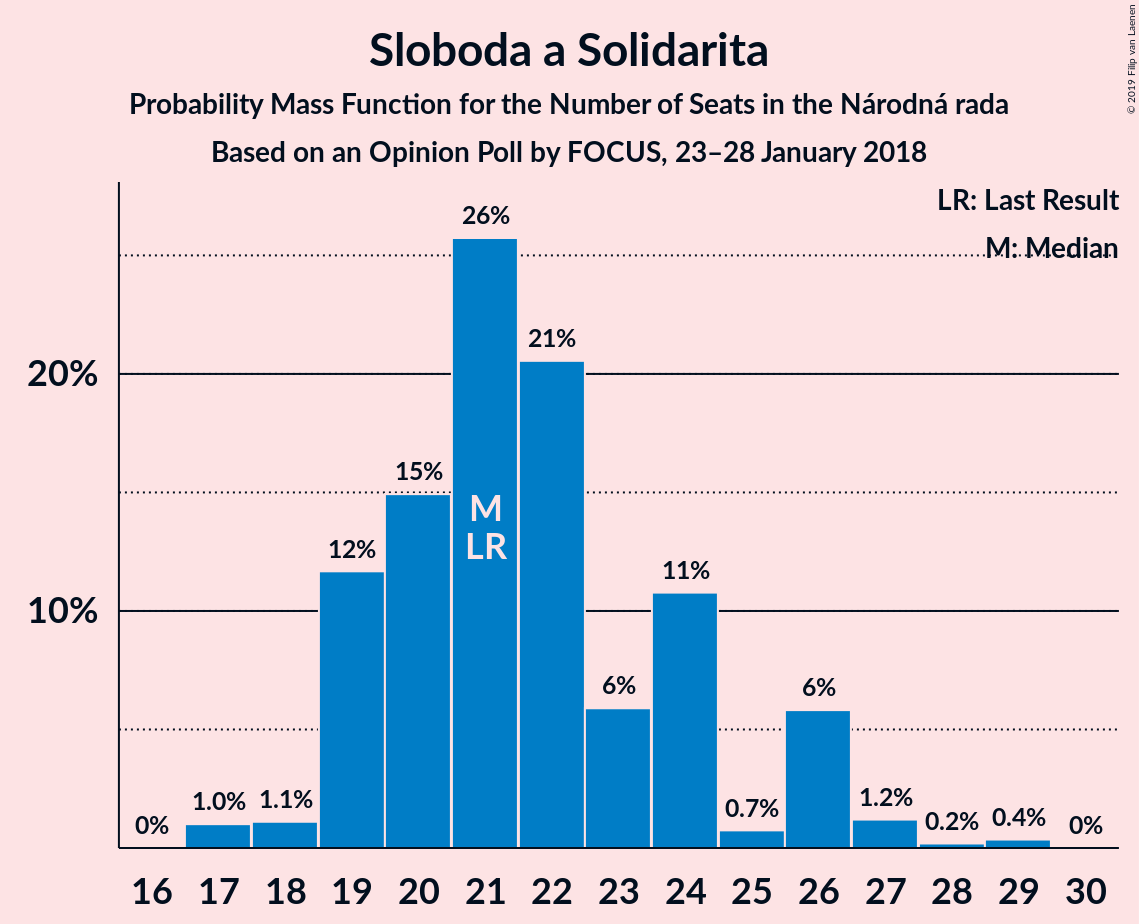 Sloboda a Solidarita
Probability Mass Function for the Number of Seats in the Národná rada
Based on an Opinion Poll by FOCUS, 23–28 January 2018
© 2019 Filip van Laenen
LR: Last Result
M: Median
26%
21%
20%
15%
M
LR
12%
11%
10%
6%
6%
1.0%
1.1%
0.7%
1.2%
0.2%
0.4%
0%
0%
16 17 18 19 20 21 22 23 24 25 26 27 28 29 30